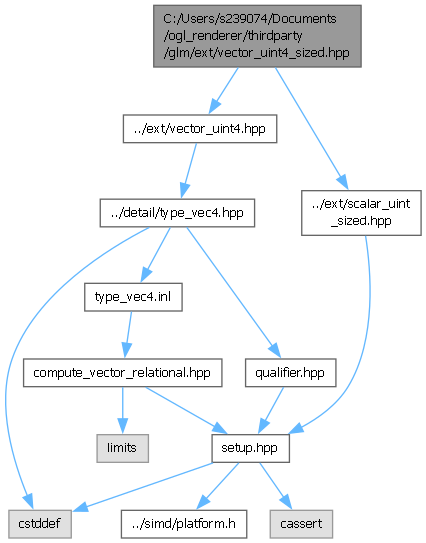 C:/Users/s239074/Documents
/ogl_renderer/thirdparty
/glm/ext/vector_uint4_sized.hpp
../ext/vector_uint4.hpp
../detail/type_vec4.hpp
../ext/scalar_uint
_sized.hpp
type_vec4.inl
compute_vector_relational.hpp
qualifier.hpp
limits
setup.hpp
cstddef
../simd/platform.h
cassert